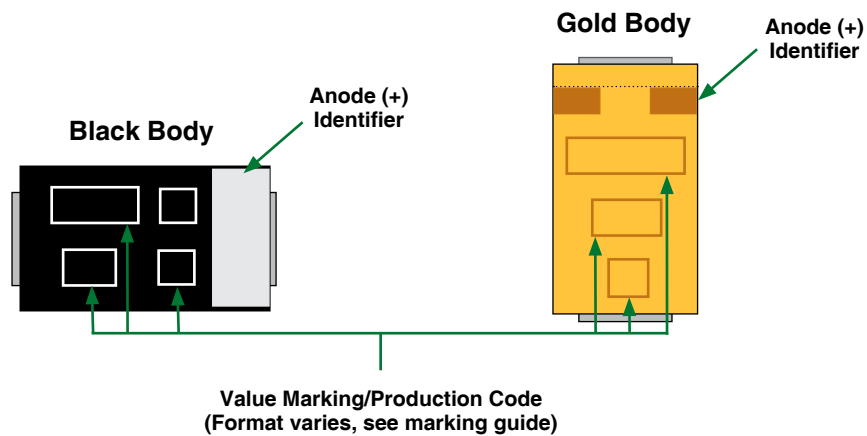 Gold Body
Anode (+)
Identifier
Anode (+)
Identifier
Black Body
Value Marking/Production Code
(Format varies, see marking guide)